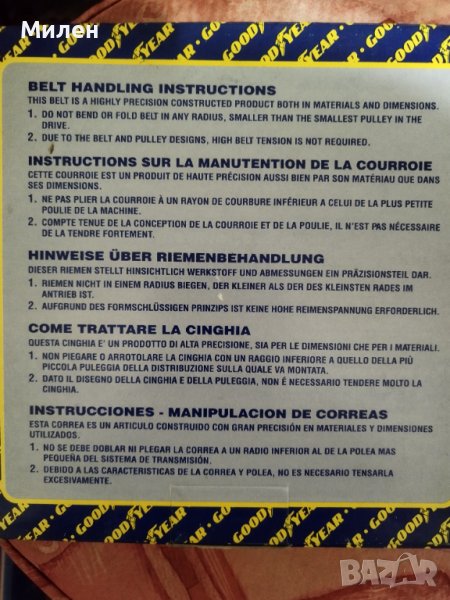 Милен
GOODYEAR · GOODYEAR · GOODYEAR
BELT HANDLING INSTRUCTIONS
THIS BELT IS A HIGHLY PRECISION CONSTRUCTED PRODUCT BOTH IN MATERIALS AND DIMENSIONS.
1. DO NOT BEND OR FOLD BELT IN ANY RADIUS, SMALLER THAN THE SMALLEST PULLEY IN THE
DRIVE.
2. DUE TO THE BELT AND PULLEY DESIGNS, HIGH BELT TENSION IS NOT REQUIRED.
INSTRUCTIONS SUR LA MANUTENTION DE LA COURROIE
CETTE COURROIE EST UN PRODUIT DE HAUTE PRÉCISION AUSSI BIEN PAR SON MATÉRIAU QUE DANS
SES DIMENSIONS.
1. NE PAS PLIER LA COURROIE À UN RAYON DE COURBURE INFÉRIEUR A CELUI DE LA PLUS PETITE
POULIE DE LA MACHINE.
2. COMPTE TENUE DE LA CONCEPTION DE LA COURROIE ET DE LA POULIE, IL N'EST PAS NÉCESSAIRE
DE LA TENDRE FORTEMENT.
HINWEISE ÜBER RIEMENBEHANDLUNG
DIESER RIEMEN STELLT HINSICHTLICH WERKSTOFF UND ABMESSUNGEN EIN PRÄZISIONSTEIL DAR.
1. RIEMEN NICHT IN EINEM RADIUS BIEGEN, DER KLEINER ALS DER DES KLEINSTEN RADES IM
ANTRIEB IST.
2. AUFGRUND DES FORMSCHLÜSSIGEN PRINZIPS IST KEINE HOHE RIEMENSPANNUNG ERFORDERLICH.
COME TRATTARE LA CINGHIA
QUESTA CINGHIA E' UN PRODOTTO DI ALTA PRECISIONE, SIA PER LE DIMENSIONI CHE PER I MATERIALI.
1. NON PIEGARE O ARROTOLARE LA CINGHIA CON UN RAGGIO INFERIORE A QUELLO DELLA PIÙ
PICCOLA PULEGGIA DELLA DISTRIBUZIONE SULLA QUALE VA MONTATA.
2. DATO IL DISEGNO DELLA CINGHIA E DELLA PULEGGIA, NON É NECESSARIO TENDERE MOLTO LA
CINGHIA.
INSTRUCCIONES - MANIPULACION DE CORREAS
ESTA CORREA ES UN ARTICULO CONSTRUIDO CON GRAN PRECISIÓN EN MATERIALES Y DIMENSIONES
UTILIZADOS.
1. NO SE DEBE DOBLAR NI PLEGAR LA CORREA A UN RADIO INFERIOR AL DE LA POLEA MAS
PEQUEÑA DEL SISTEMA DE TRANSMISIÓN.
2. DEBIDO A LAS CARACTERISTICAS DE LA CORREA Y POLEA, NO ES NECESARIO TENSARLA
EXCESIVAMENTE.
GOODYEAR · GOODYEAR · GOODYEAR
BAZAR